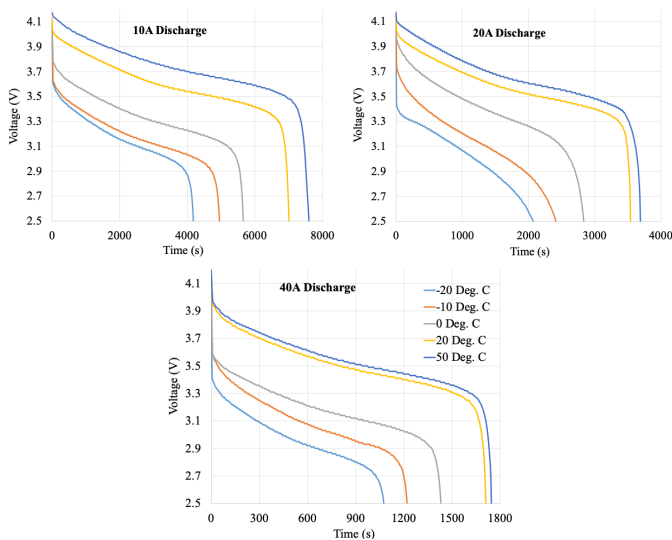 10A Discharge
4.1
3.9
3.7
3.5
3.3
3.1
2.9
2.7
2.5
Voltage (V)
0 2000 4000 6000 8000
Time (s)
20A Discharge
4.1
3.9
3.7
3.5
3.3
3.1
2.9
2.7
2.5
Voltage (V)
0 1000 2000 3000 4000
Time (s)
40A Discharge
4.1
3.9
3.7
3.5
3.3
3.1
2.9
2.7
2.5
Voltage (V)
-20 Deg. C
-10 Deg. C
0 Deg. C
20 Deg. C
50 Deg. C
0 300 600 900 1200 1500 1800
Time (s)